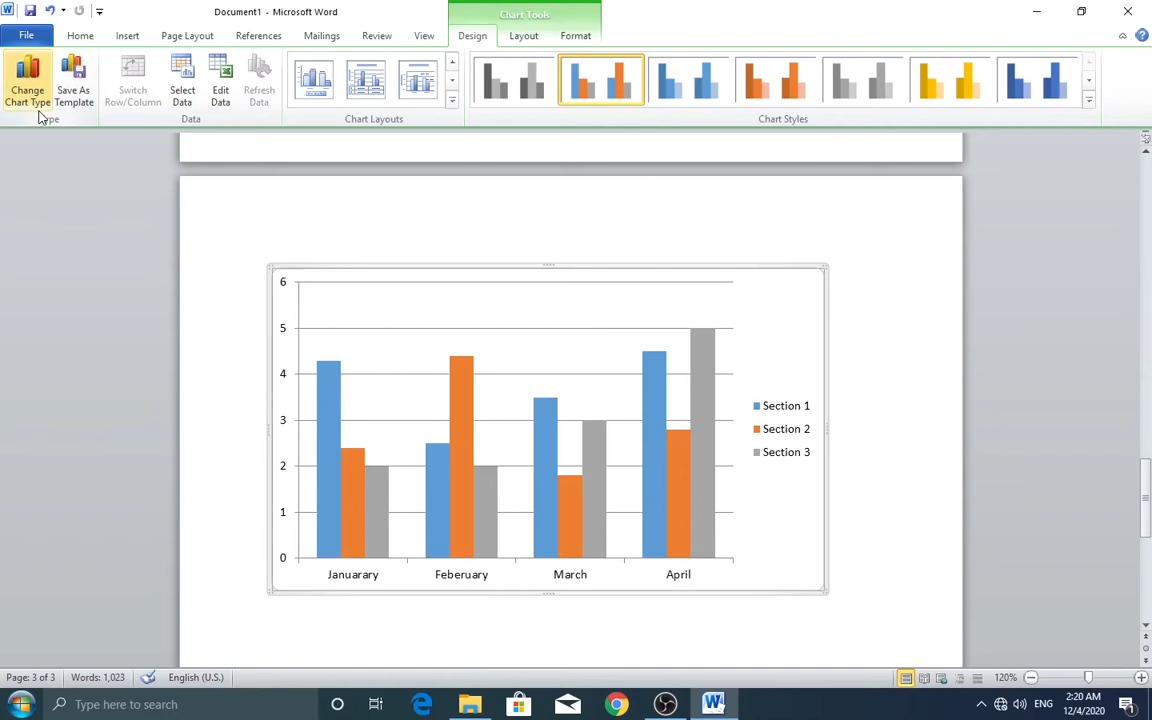 Document1 - Microsoft Word
Chart Tools
File Home Insert Page Layout References Mailings Review View Design Layout Format
Change Chart Type
Save As Template
Switch Row/Column
Select Data
Edit Data
Refresh Data
Data
Chart Layouts
Chart Styles
6
5
4
3
2
1
0
Januarary Feberuary March April
Section 1
Section 2
Section 3
Page: 3 of 3 Words: 1,023 English (U.S.) 120%
Type here to search
ENG
2:20 AM
12/4/2020